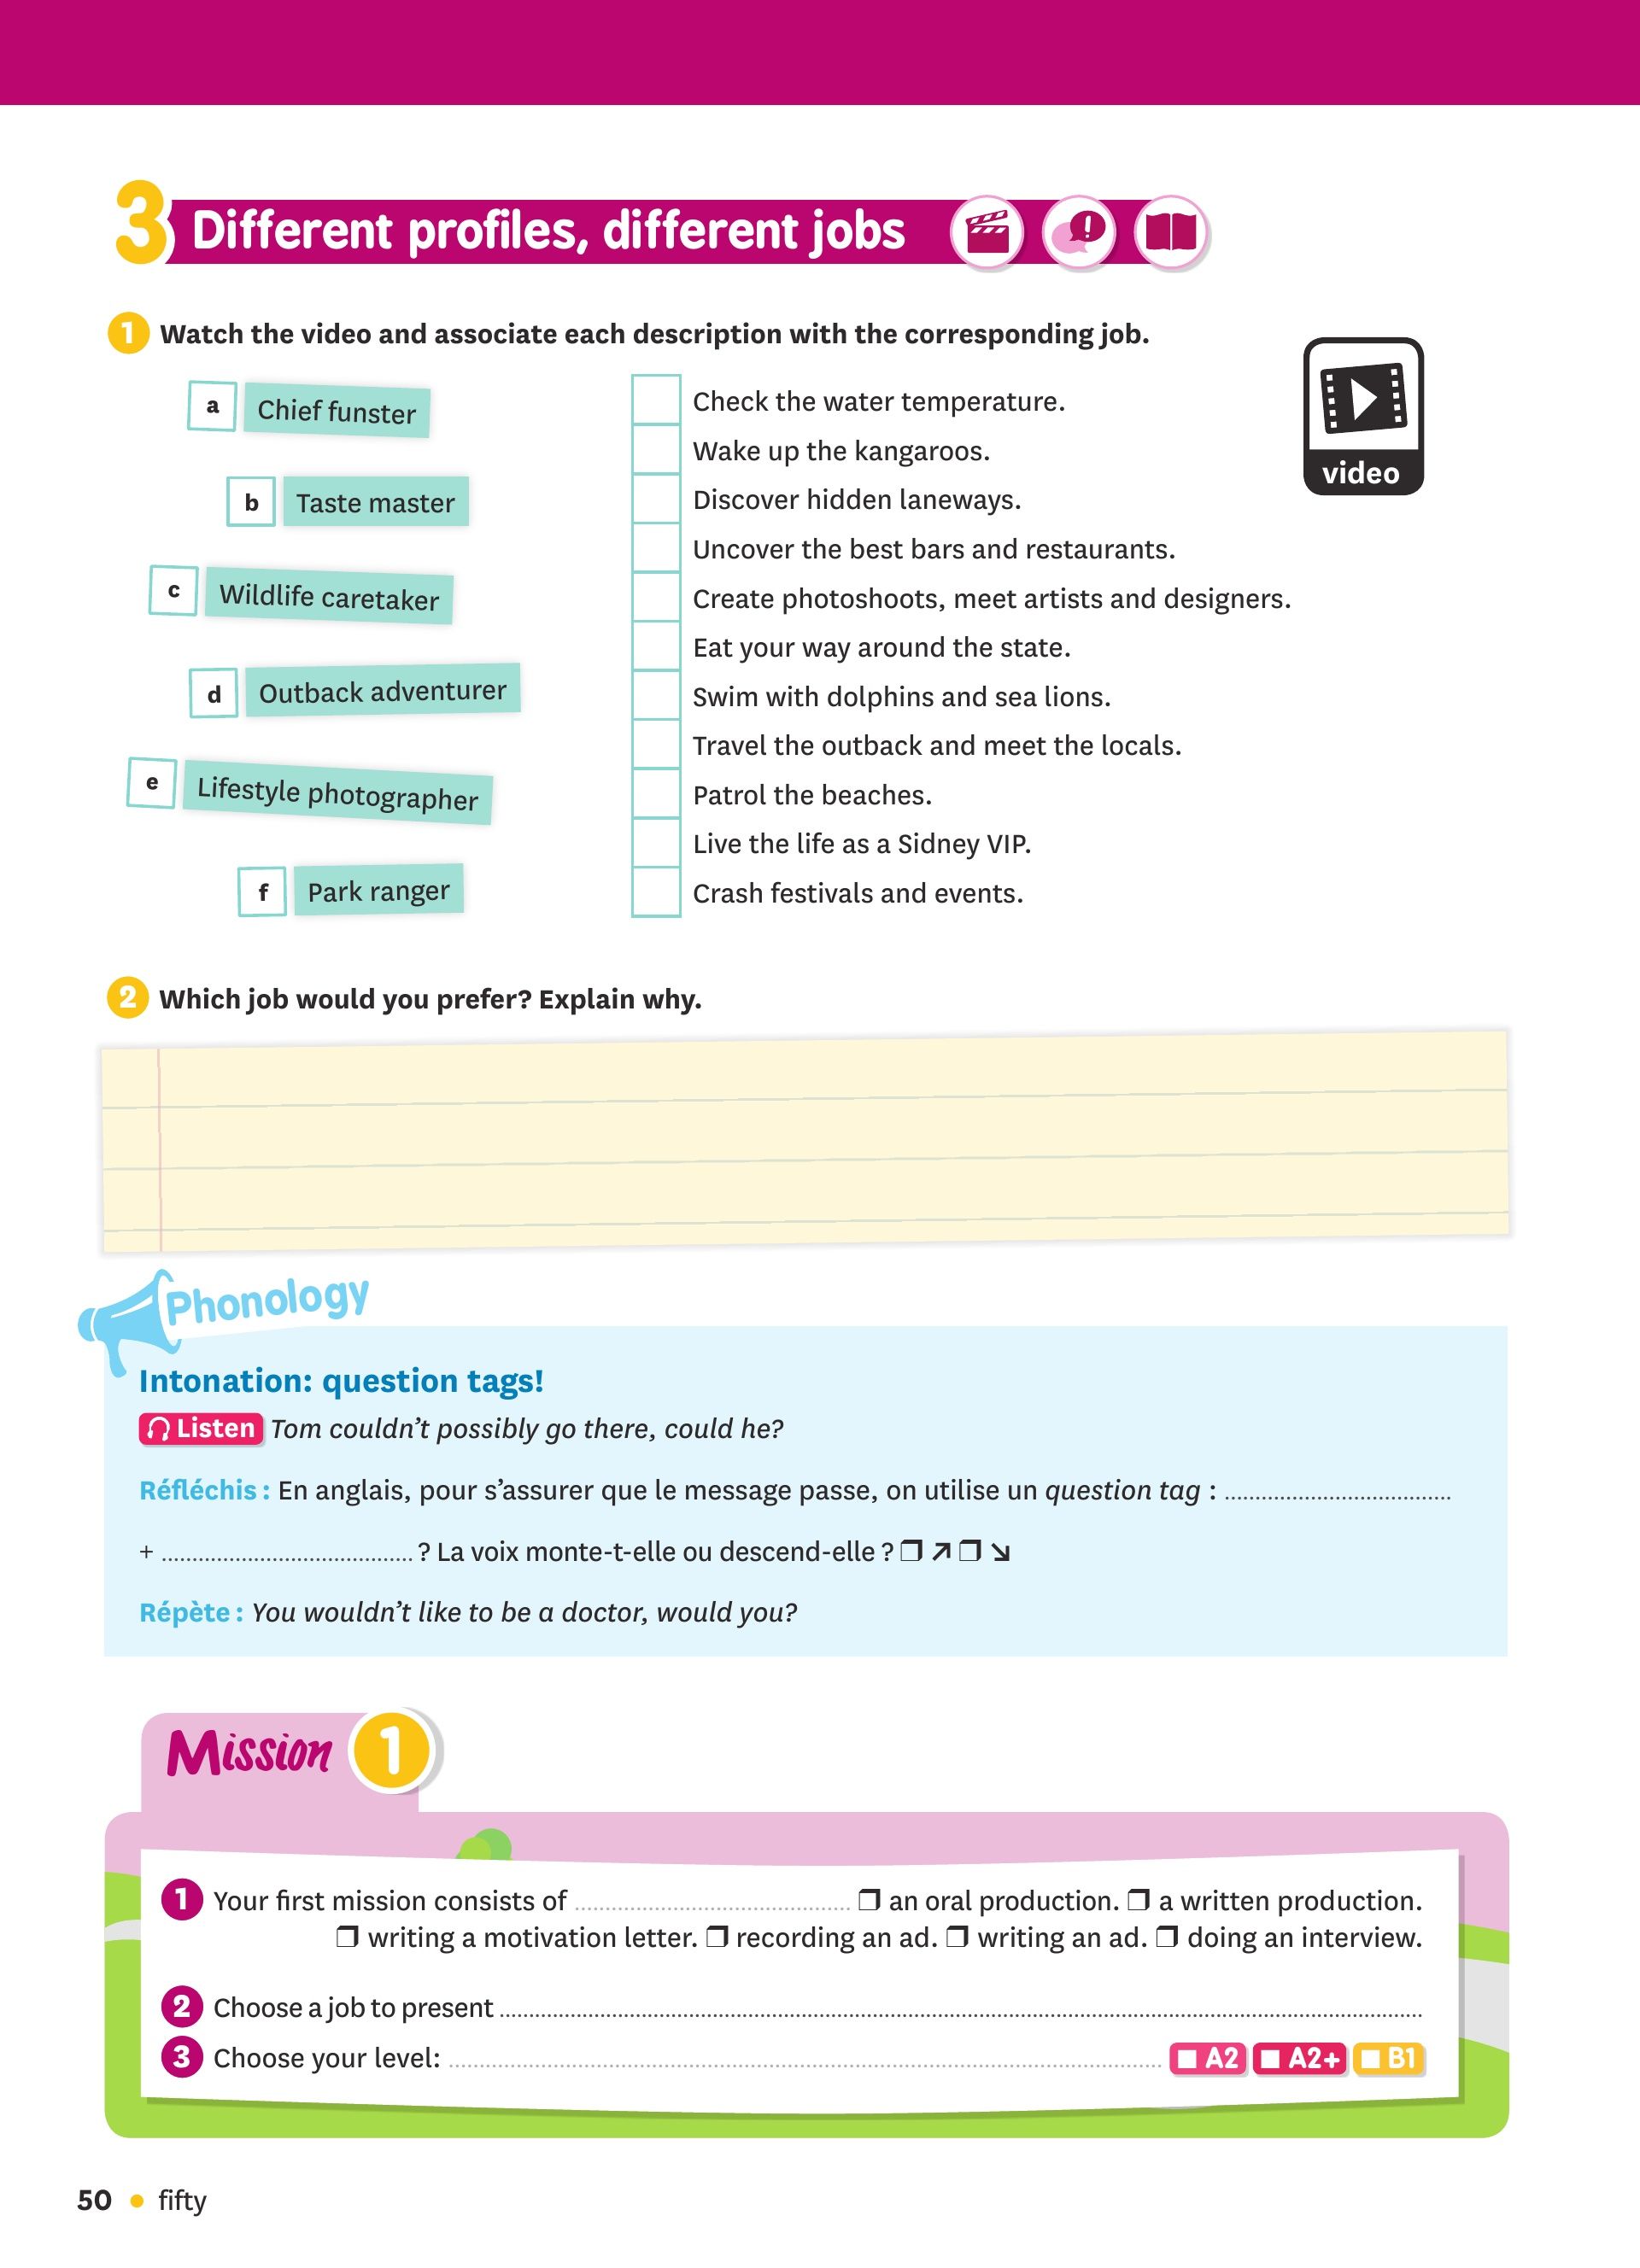 3 Different profiles, different jobs
1 Watch the video and associate each description with the corresponding job.
a Chief funster
b Taste master
c Wildlife caretaker
d Outback adventurer
e Lifestyle photographer
f Park ranger
Check the water temperature.
Wake up the kangaroos.
Discover hidden laneways.
Uncover the best bars and restaurants.
Create photoshoots, meet artists and designers.
Eat your way around the state.
Swim with dolphins and sea lions.
Travel the outback and meet the locals.
Patrol the beaches.
Live the life as a Sidney VIP.
Crash festivals and events.
video
2 Which job would you prefer? Explain why.
Phonology
Intonation: question tags!
Listen Tom couldn't possibly go there, could he?
Réfléchis : En anglais, pour s'assurer que le message passe, on utilise un question tag : ......................................
+ .......................................... ? La voix monte-t-elle ou descend-elle ? ❒ ↗ ❒ ↘
Répète : You wouldn't like to be a doctor, would you?
Mission 1
1 Your first mission consists of .............................................. ❒ an oral production. ❒ a written production.
❒ writing a motivation letter. ❒ recording an ad. ❒ writing an ad. ❒ doing an interview.
2 Choose a job to present ..............................................................................
3 Choose your level: .............................................................................. A2 A2+ B1
50 • fifty